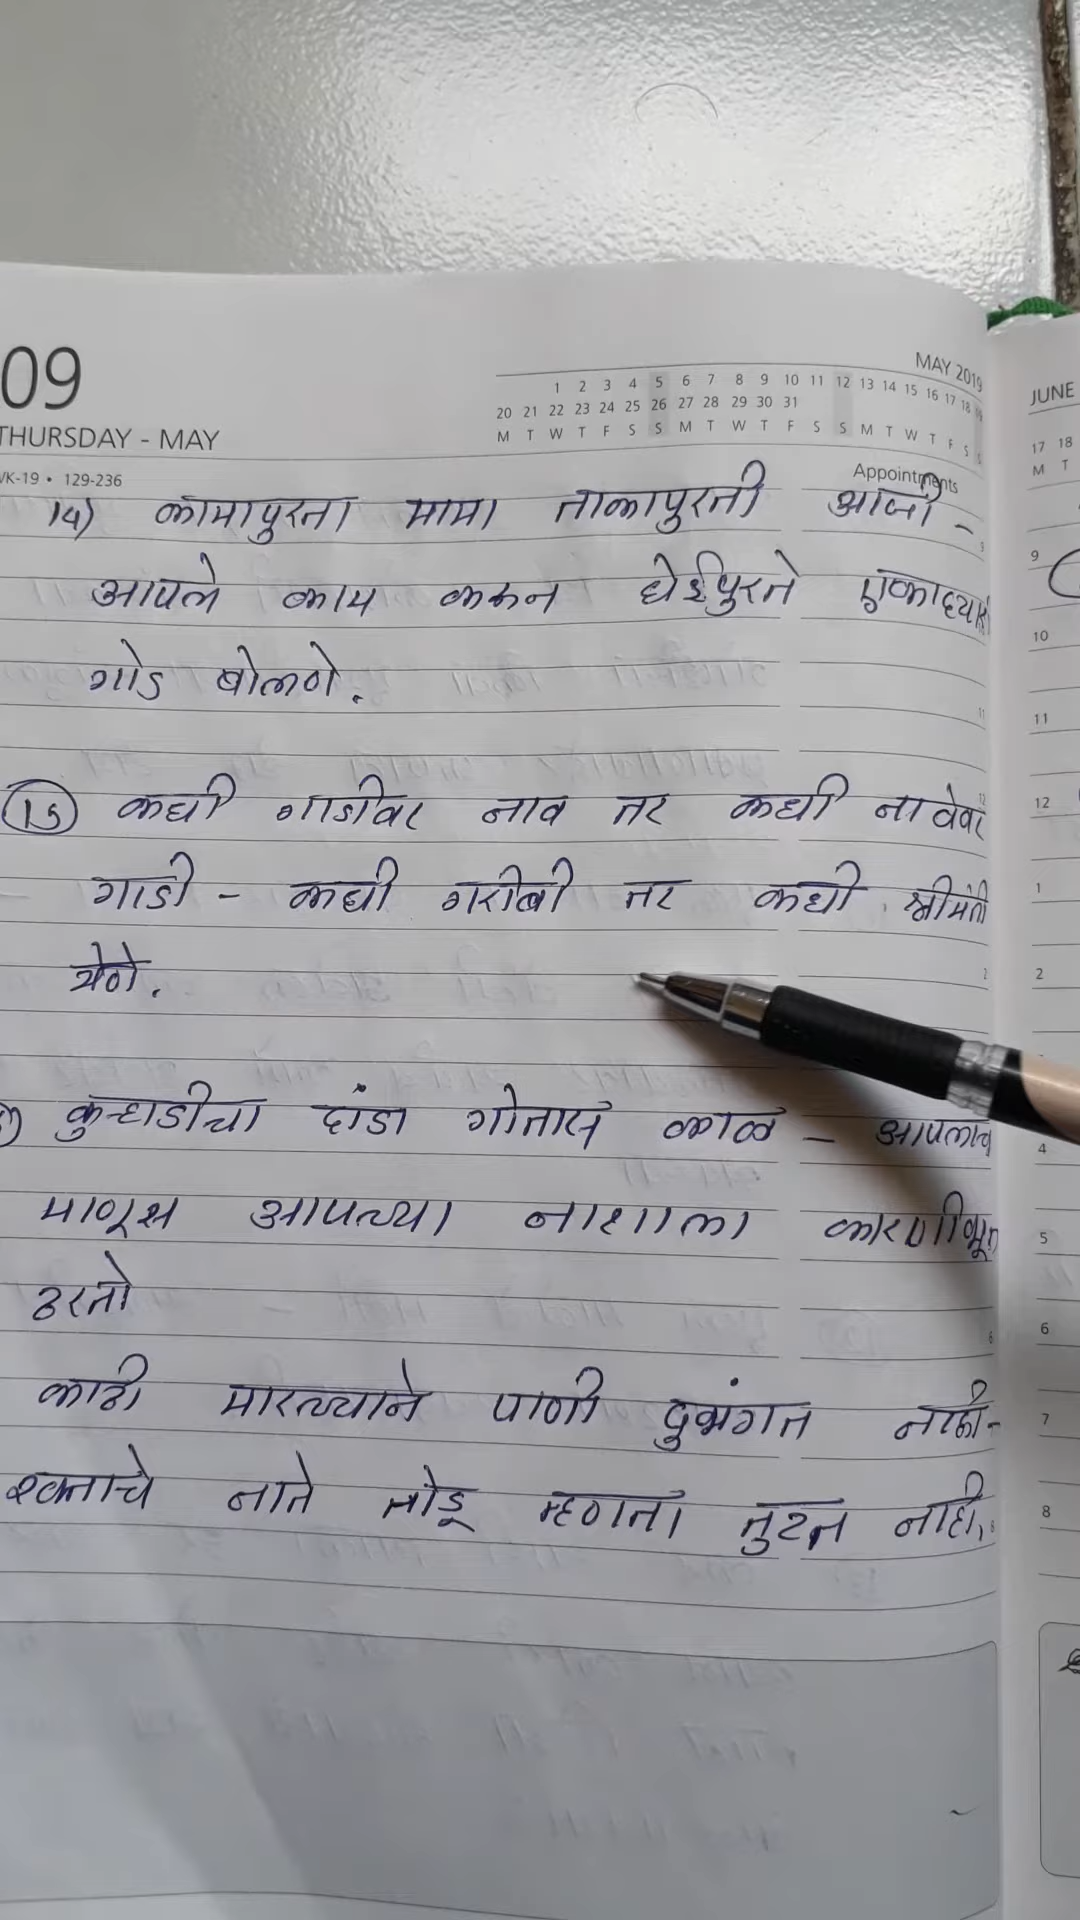 09
THURSDAY - MAY
WK-19 • 129-236
MAY 2019
1 2 3 4 5 6 7 8 9 10 11 12 13 14 15 16 17 18 19
20 21 22 23 24 25 26 27 28 29 30 31
M T W T F S S M T W T F S S M T W T F S S
Appointments
14) कामापुरता मामा ताकापुरती आजी -
आपले काम करून घेईपुरते एकाद्याशी
गोड बोलणे.
15 कधी गाडीवर नाव तर कधी नावेवर
गाडी - कधी गरीबी तर कधी श्रीमंती
येणे.
कुऱ्हाडीचा दांडा गोतास काळ - आपलाच
माणूस आपल्या नाशाला कारणीभूत
ठरतो
काठी मारल्याने पाणी दुभंगत नाही-
रक्ताचे नाते तोडू म्हणता तुटत नाही.
JUNE
17 18
M T
9
10
11
12
1
2
4
5
6
7
8